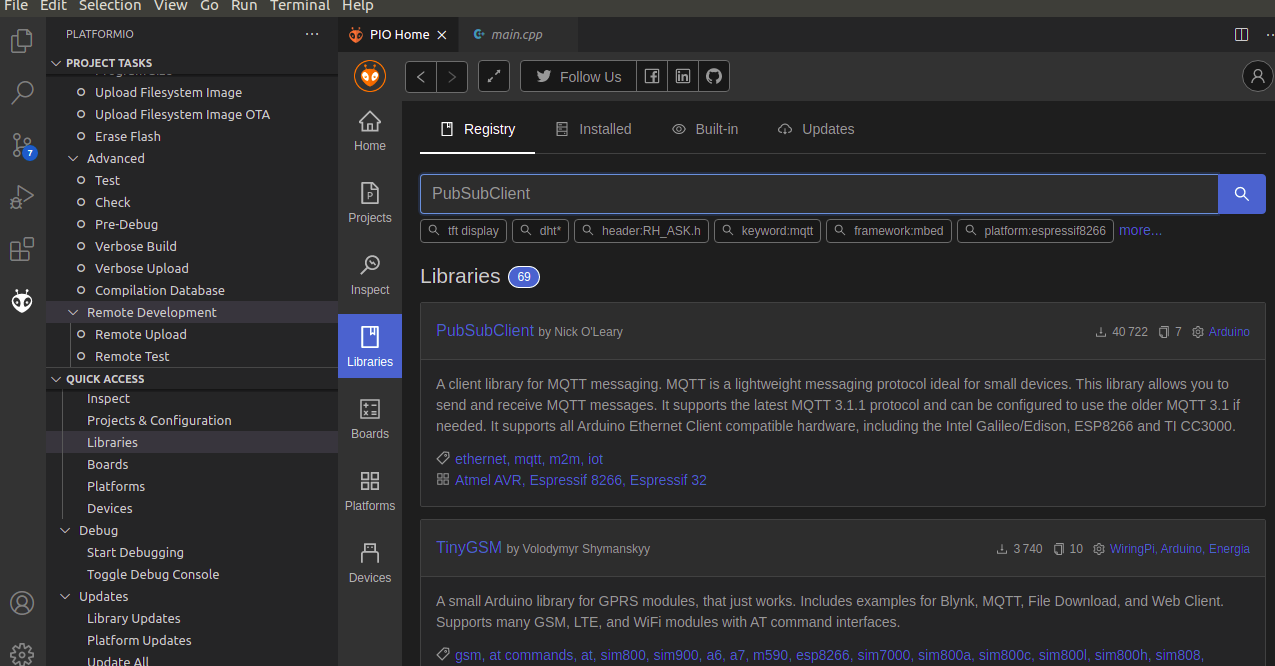 File Edit Selection View Go Run Terminal Help
PLATFORMIO ...
PROJECT TASKS
Upload Filesystem Image
Upload Filesystem Image OTA
Erase Flash
Advanced
Test
Check
Pre-Debug
Verbose Build
Verbose Upload
Compilation Database
Remote Development
Remote Upload
Remote Test
QUICK ACCESS
Inspect
Projects & Configuration
Libraries
Boards
Platforms
Devices
Debug
Start Debugging
Toggle Debug Console
Updates
Library Updates
Platform Updates
Update All
7
PIO Home
main.cpp
Follow Us
Home
Projects
Inspect
Libraries
Boards
Platforms
Devices
Registry Installed Built-in Updates
PubSubClient
tft display dht* header:RH_ASK.h keyword:mqtt framework:mbed platform:espressif8266 more...
Libraries 69
PubSubClient by Nick O'Leary 40 722 7 Arduino
A client library for MQTT messaging. MQTT is a lightweight messaging protocol ideal for small devices. This library allows you to
send and receive MQTT messages. It supports the latest MQTT 3.1.1 protocol and can be configured to use the older MQTT 3.1 if
needed. It supports all Arduino Ethernet Client compatible hardware, including the Intel Galileo/Edison, ESP8266 and TI CC3000.
ethernet, mqtt, m2m, iot
Atmel AVR, Espressif 8266, Espressif 32
TinyGSM by Volodymyr Shymanskyy 3 740 10 WiringPi, Arduino, Energia
A small Arduino library for GPRS modules, that just works. Includes examples for Blynk, MQTT, File Download, and Web Client.
Supports many GSM, LTE, and WiFi modules with AT command interfaces.
gsm, at commands, at, sim800, sim900, a6, a7, m590, esp8266, sim7000, sim800a, sim800c, sim800l, sim800h, sim808,